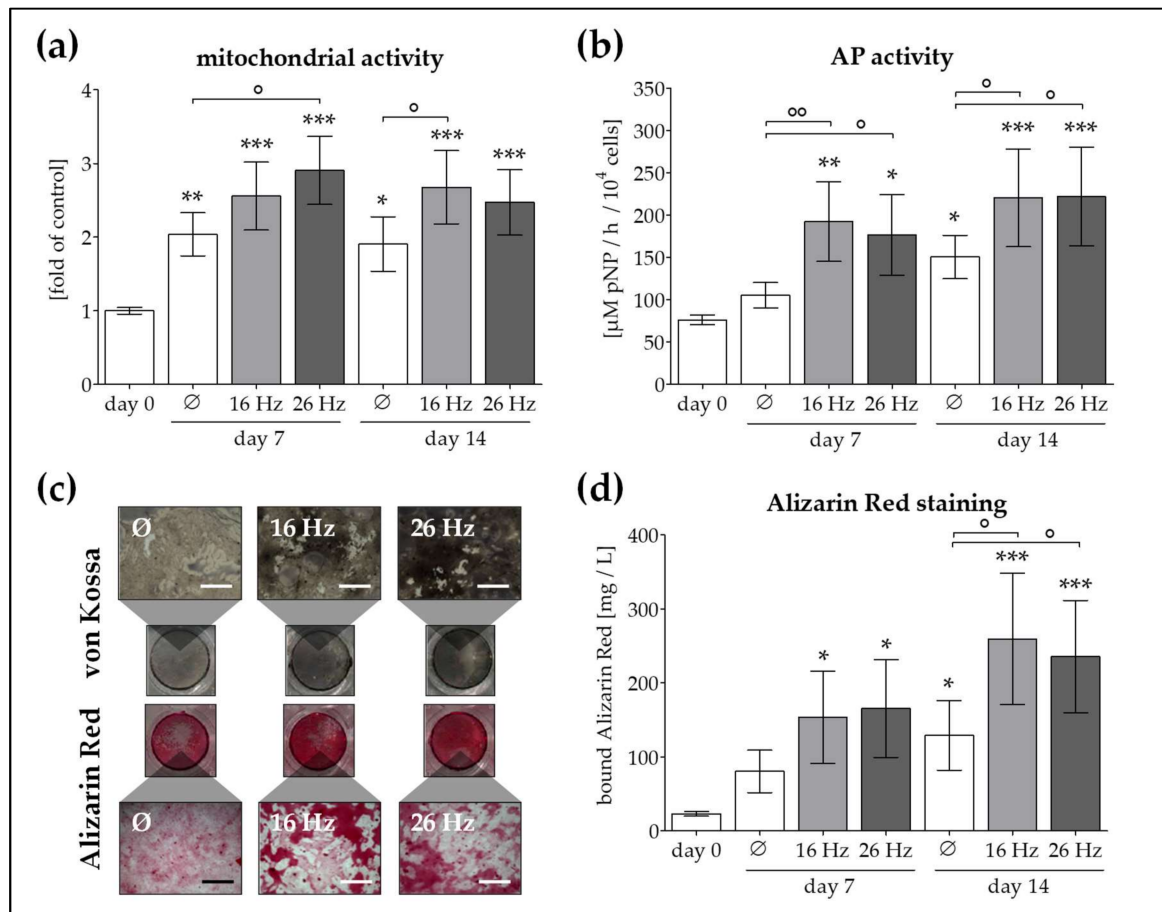 (a)
mitochondrial activity
[fold of control]
4
3
2
1
0
° °
** *** *** * *** ***
day 0 ∅ 16 Hz 26 Hz ∅ 16 Hz 26 Hz
day 7 day 14
(b)
AP activity
[µM pNP / h / 10⁴ cells]
350
300
250
200
150
100
50
0
°° ° ° °
** * * *** ***
day 0 ∅ 16 Hz 26 Hz ∅ 16 Hz 26 Hz
day 7 day 14
(c)
von Kossa
Ø 16 Hz 26 Hz
Alizarin Red
Ø 16 Hz 26 Hz
(d)
Alizarin Red staining
bound Alizarin Red [mg / L]
400
300
200
100
0
° °
* * * *** ***
day 0 ∅ 16 Hz 26 Hz ∅ 16 Hz 26 Hz
day 7 day 14